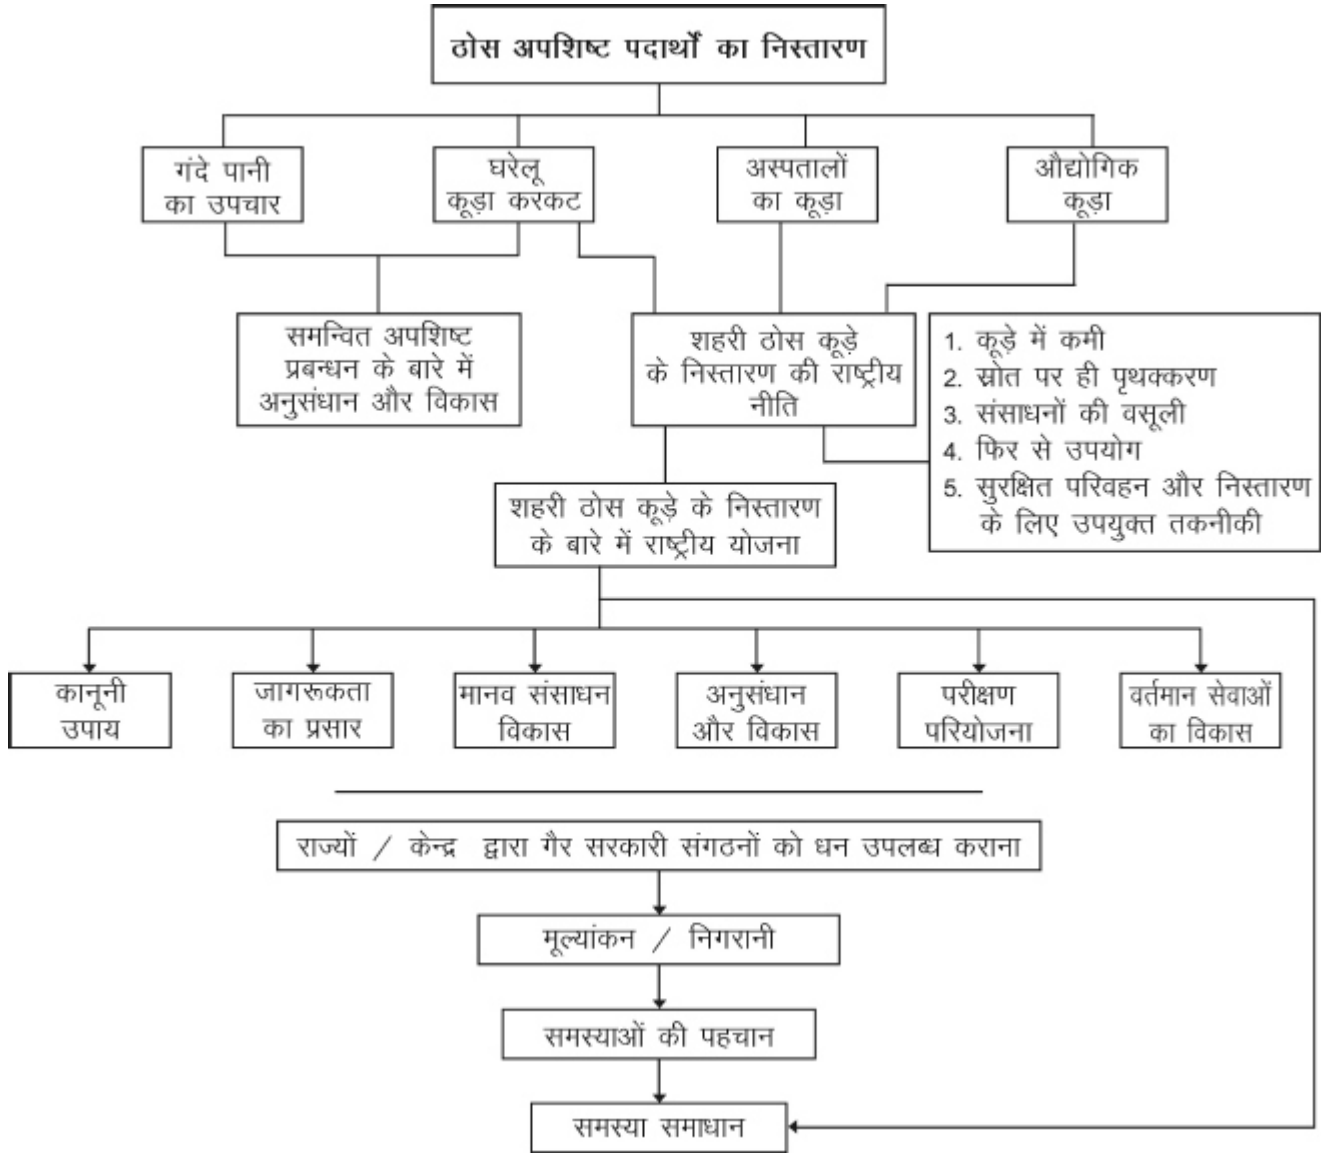 ठोस अपशिष्ट पदार्थों का निस्तारण
गंदे पानी
का उपचार
घरेलू
कूड़ा करकट
अस्पतालों
का कूड़ा
औद्योगिक
कूड़ा
समन्वित अपशिष्ट
प्रबन्धन के बारे में
अनुसंधान और विकास
शहरी ठोस कूड़े
के निस्तारण की राष्ट्रीय
नीति
1. कूड़े में कमी
2. स्रोत पर ही पृथक्करण
3. संसाधनों की वसूली
4. फिर से उपयोग
5. सुरक्षित परिवहन और निस्तारण
के लिए उपयुक्त तकनीकी
शहरी ठोस कूड़े के निस्तारण
के बारे में राष्ट्रीय योजना
कानूनी
उपाय
जागरूकता
का प्रसार
मानव संसाधन
विकास
अनुसंधान
और विकास
परीक्षण
परियोजना
वर्तमान सेवाओं
का विकास
राज्यों / केन्द्र द्वारा गैर सरकारी संगठनों को धन उपलब्ध कराना
मूल्यांकन / निगरानी
समस्याओं की पहचान
समस्या समाधान